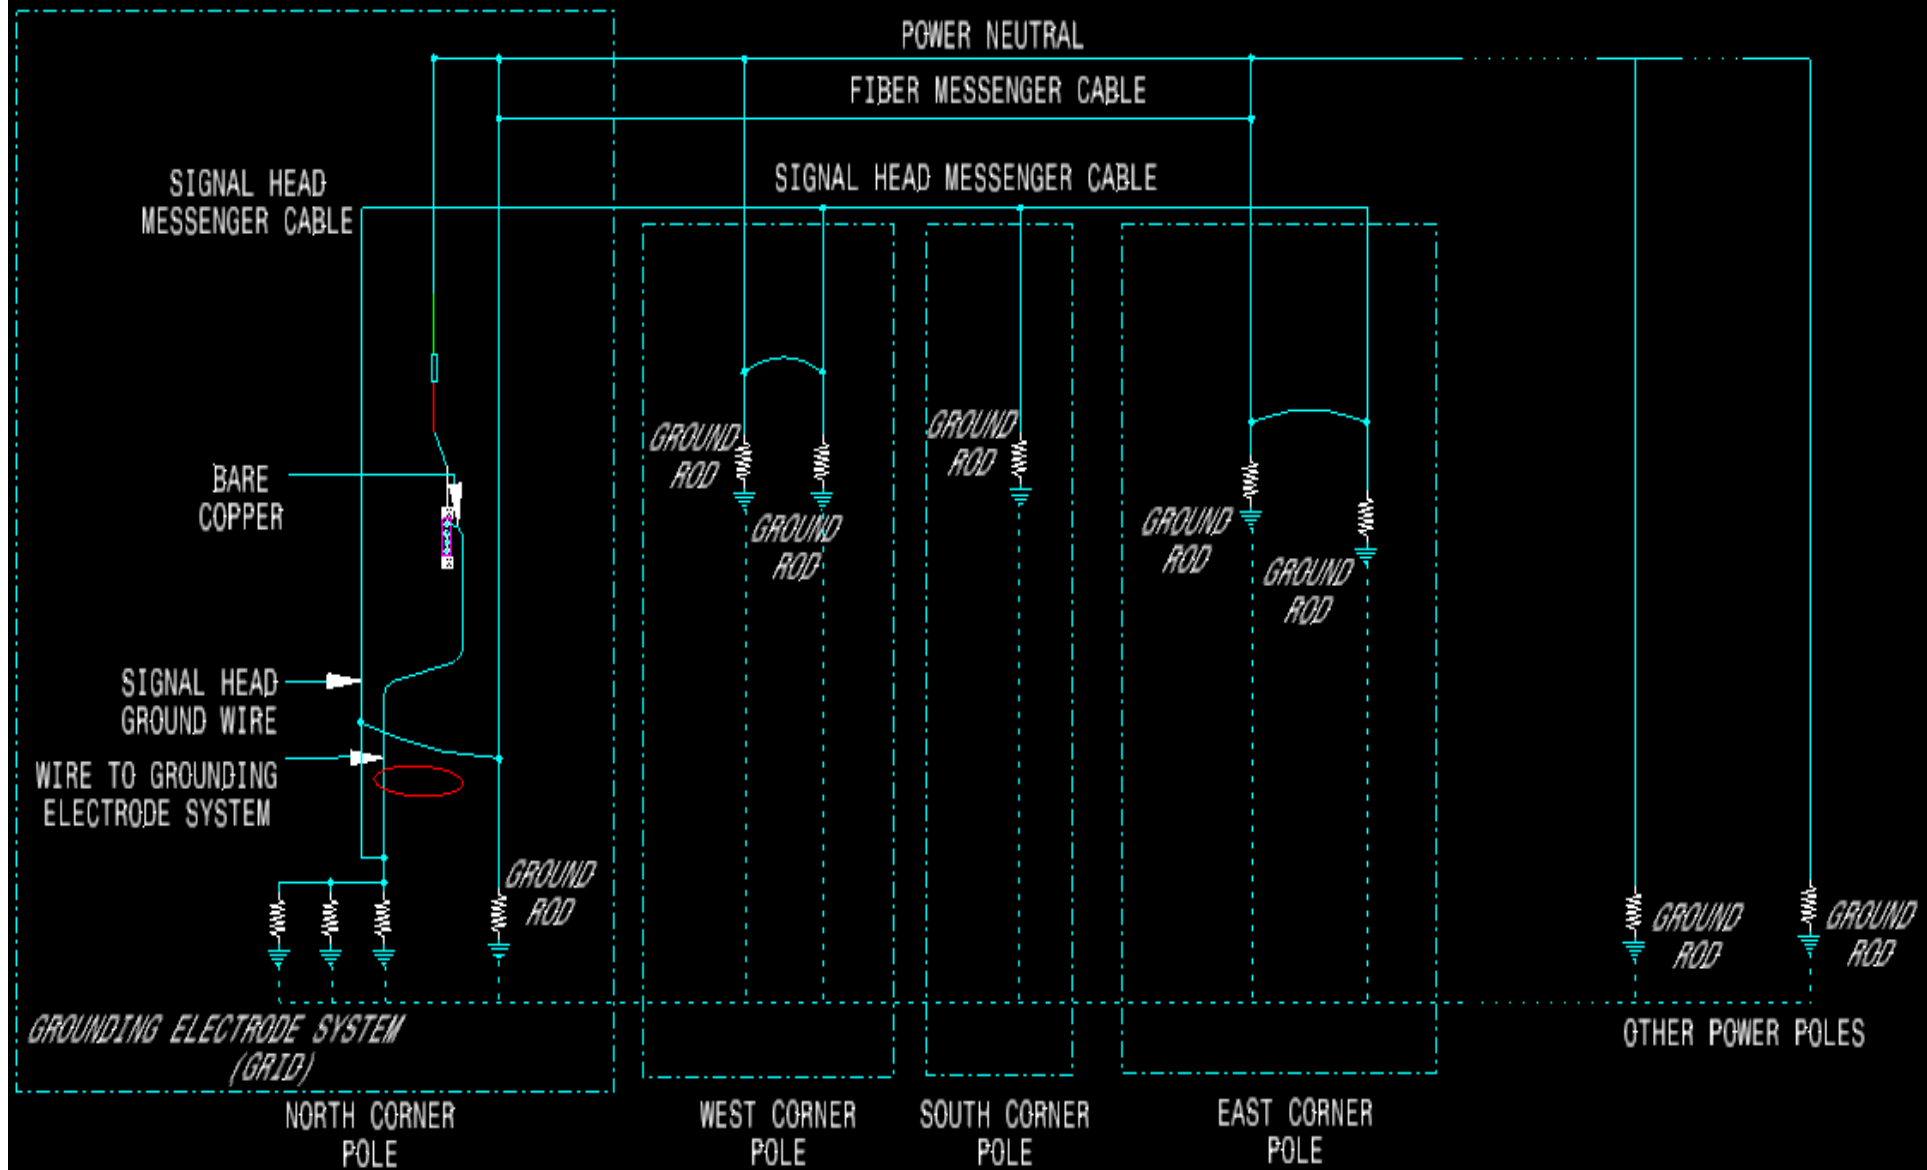 POWER NEUTRAL
FIBER MESSENGER CABLE
SIGNAL HEAD
MESSENGER CABLE
SIGNAL HEAD MESSENGER CABLE
BARE
COPPER
GROUND
ROD
GROUND
ROD
GROUND
ROD
GROUND
ROD
GROUND
ROD
SIGNAL HEAD
GROUND WIRE
WIRE TO GROUNDING
ELECTRODE SYSTEM
GROUND
ROD
GROUND
ROD
GROUND
ROD
GROUNDING ELECTRODE SYSTEM
(GRID)
OTHER POWER POLES
NORTH CORNER
POLE
WEST CORNER
POLE
SOUTH CORNER
POLE
EAST CORNER
POLE